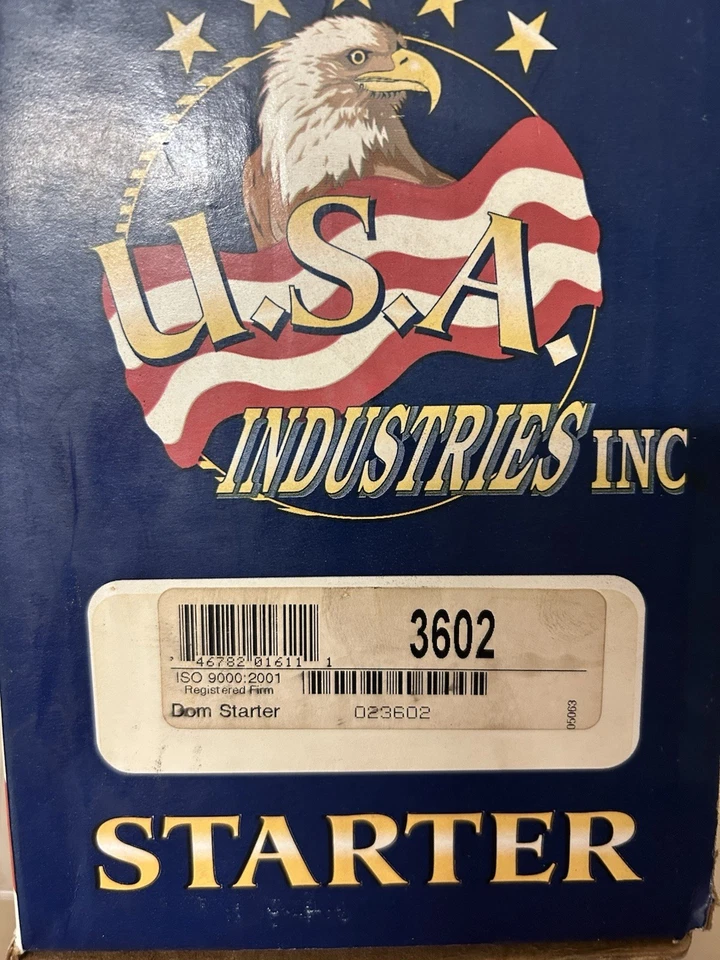 U.S.A.
INDUSTRIES INC
3602
46782 01611 1
ISO 9000:2001
Registered Firm
Dom Starter
023602
05063
STARTER